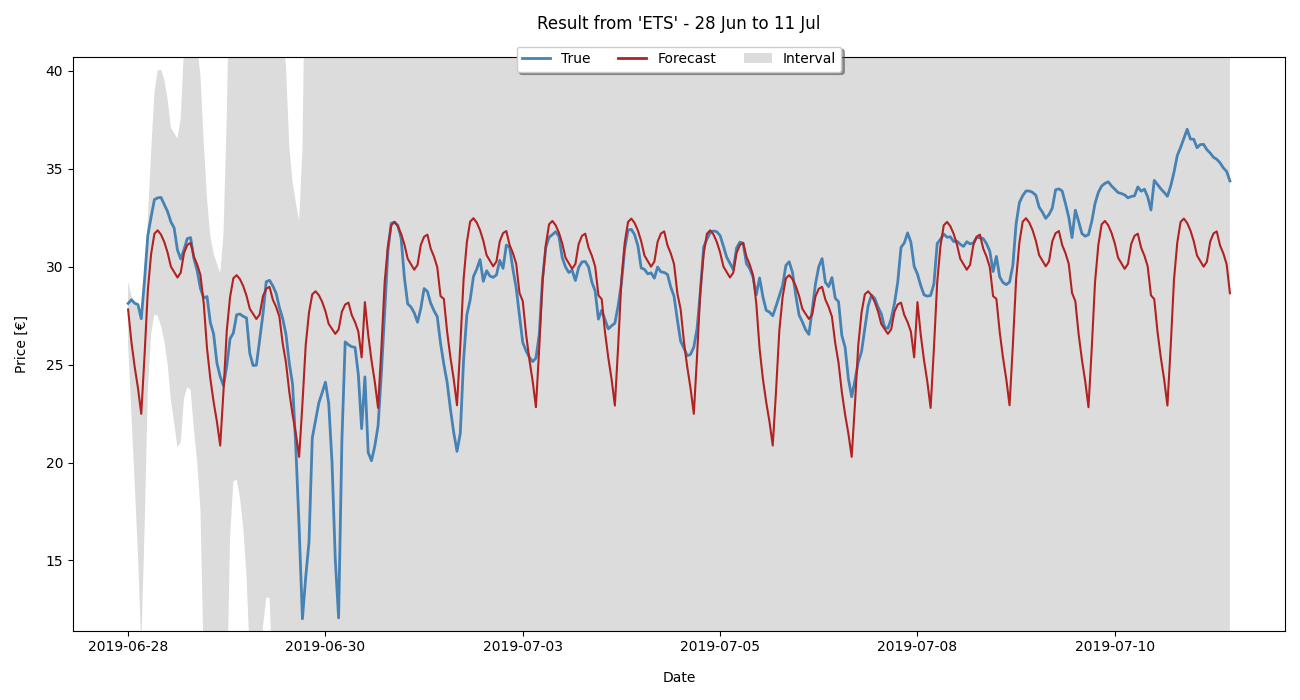 Result from 'ETS' - 28 Jun to 11 Jul
True Forecast Interval
40
35
30
25
20
15
Price [€]
2019-06-28 2019-06-30 2019-07-03 2019-07-05 2019-07-08 2019-07-10
Date